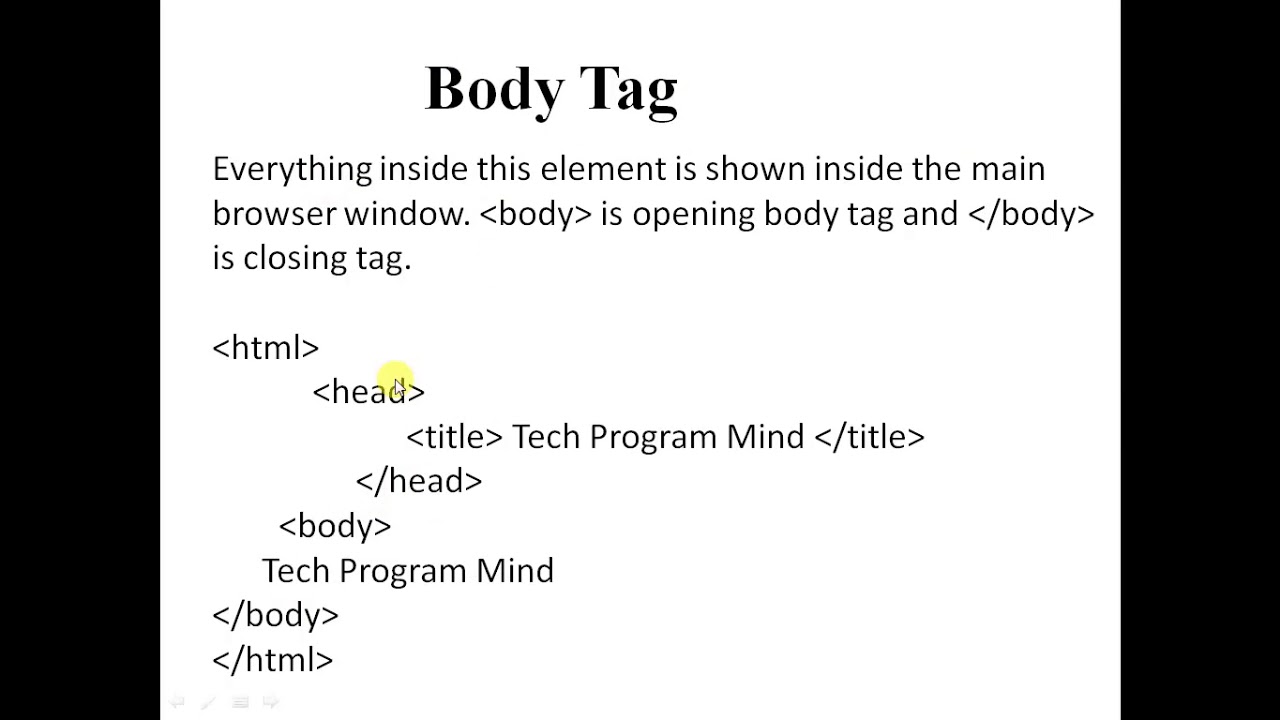 Body Tag
Everything inside this element is shown inside the main
browser window. <body> is opening body tag and </body>
is closing tag.
<html>
<head>
<title> Tech Program Mind </title>
</head>
<body>
Tech Program Mind
</body>
</html>